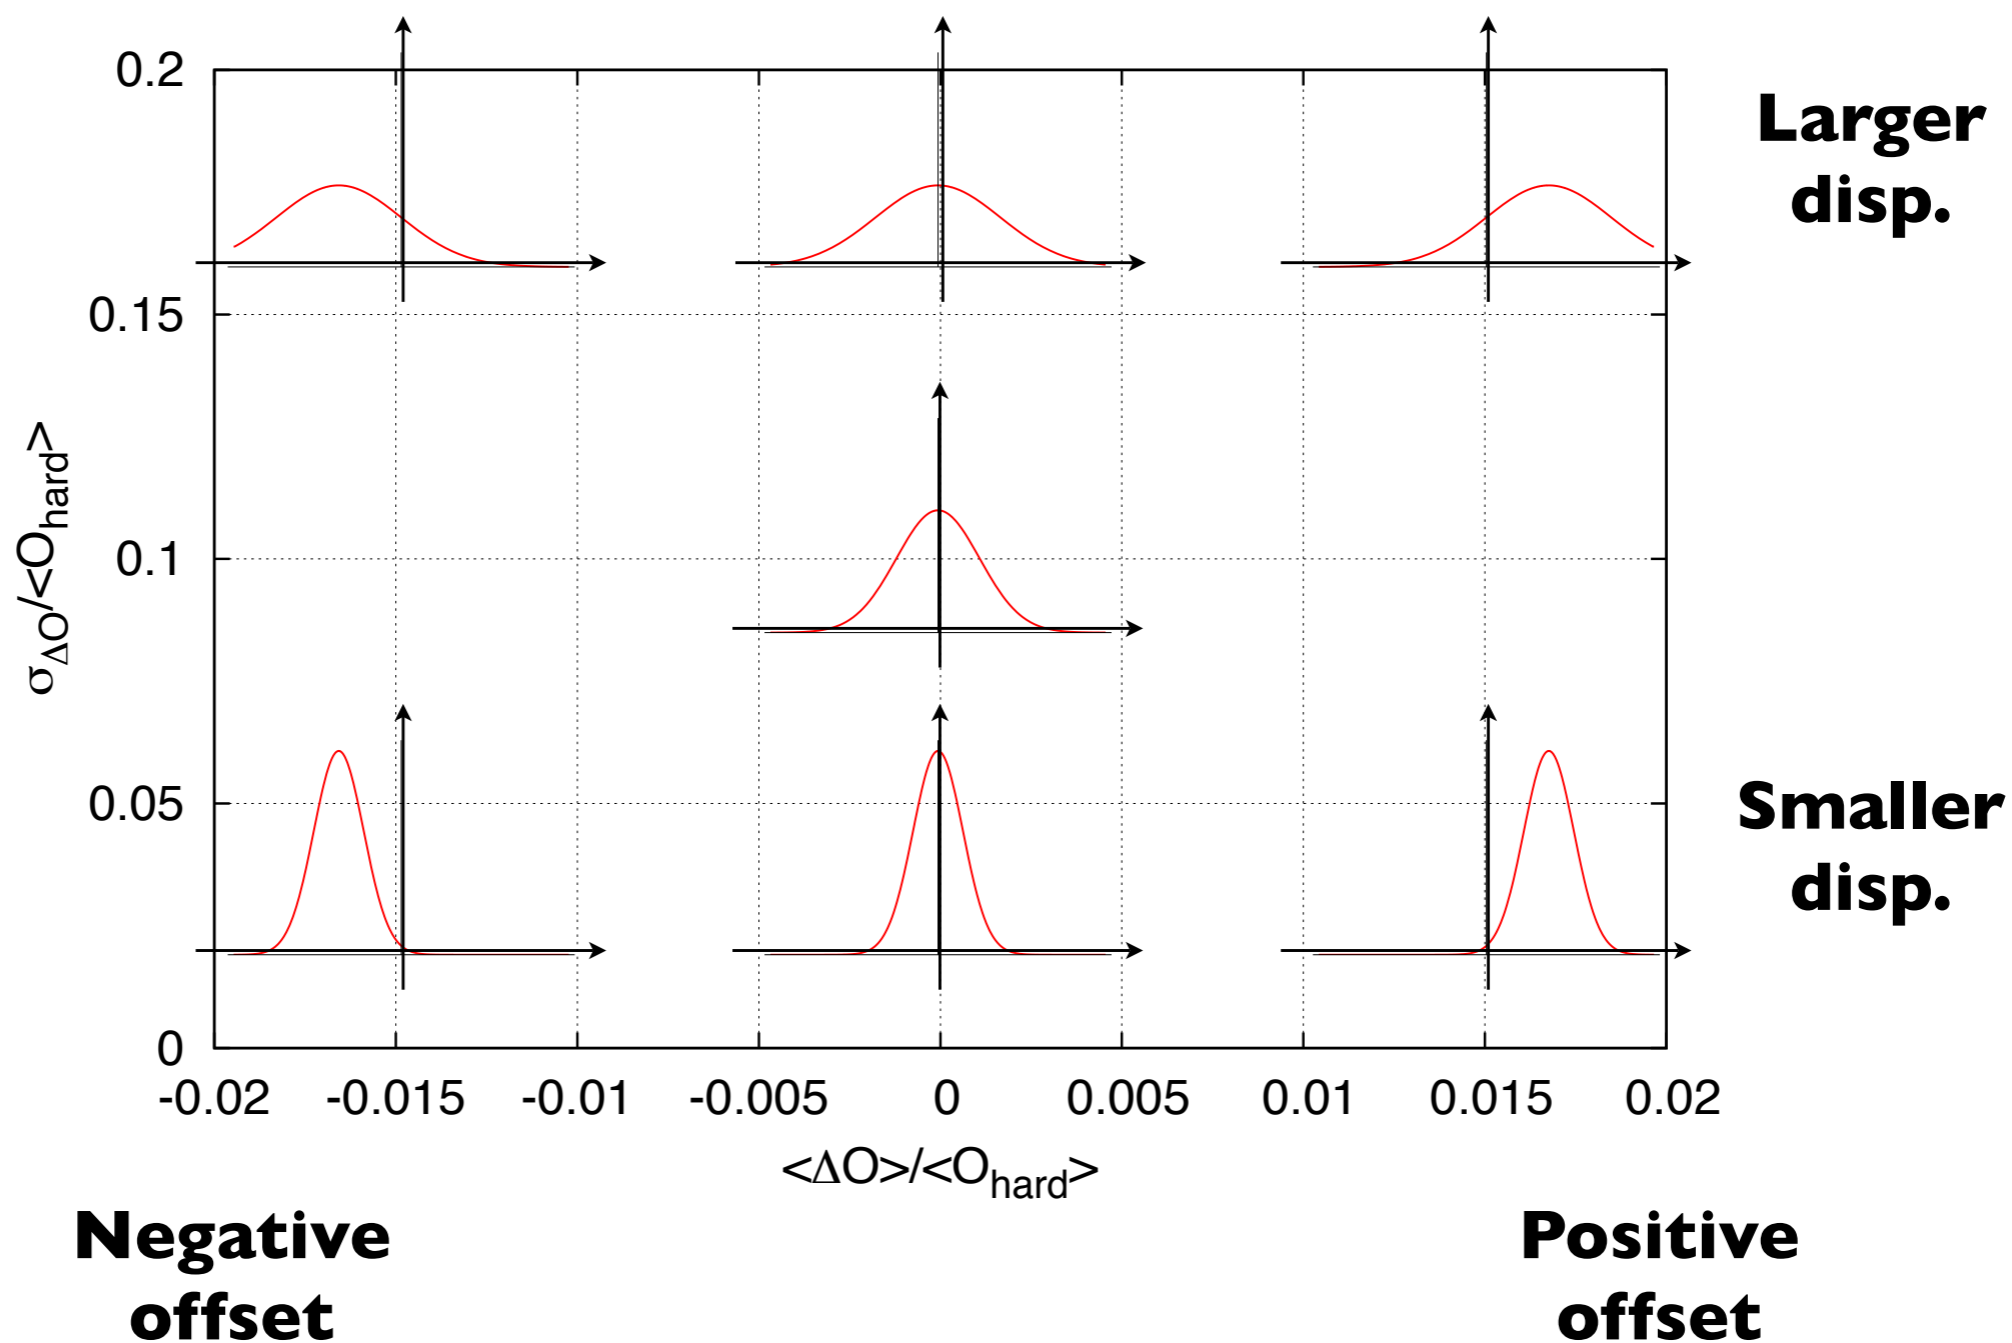 0.2
Larger
disp.
0.15
σΔO/<Ohard>
0.1
0.05
Smaller
disp.
0
-0.02 -0.015 -0.01 -0.005 0 0.005 0.01 0.015 0.02
<ΔO>/<Ohard>
Negative
offset
Positive
offset